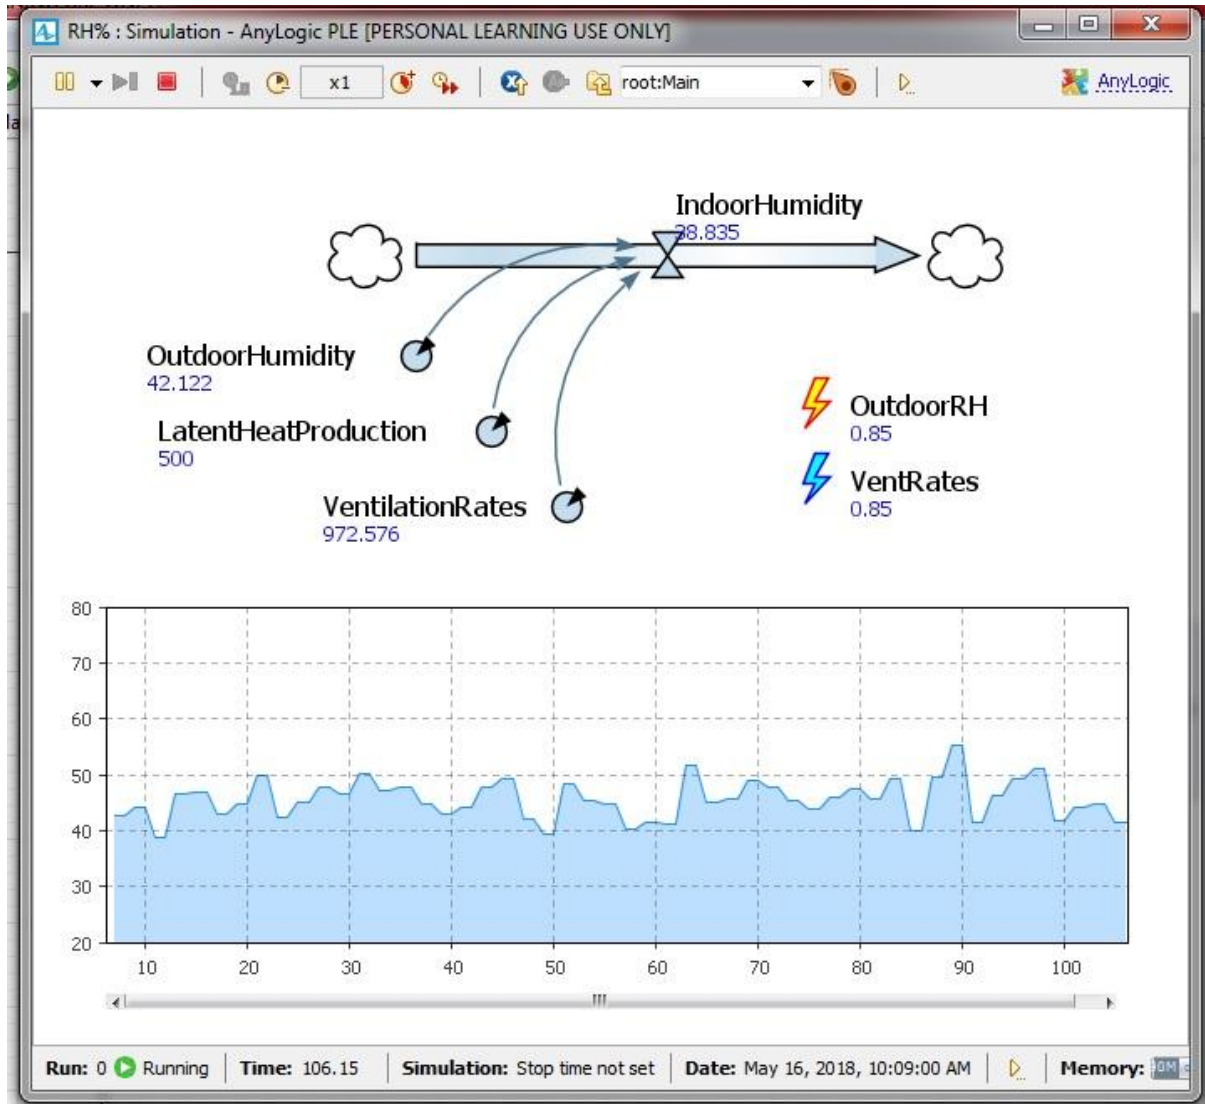 RH% : Simulation - AnyLogic PLE [PERSONAL LEARNING USE ONLY]
x1
root:Main
AnyLogic
IndoorHumidity
38.835
OutdoorHumidity
42.122
LatentHeatProduction
500
VentilationRates
972.576
OutdoorRH
0.85
VentRates
0.85
80
70
60
50
40
30
20
10 20 30 40 50 60 70 80 90 100
Run: 0 Running Time: 106.15 Simulation: Stop time not set Date: May 16, 2018, 10:09:00 AM Memory: